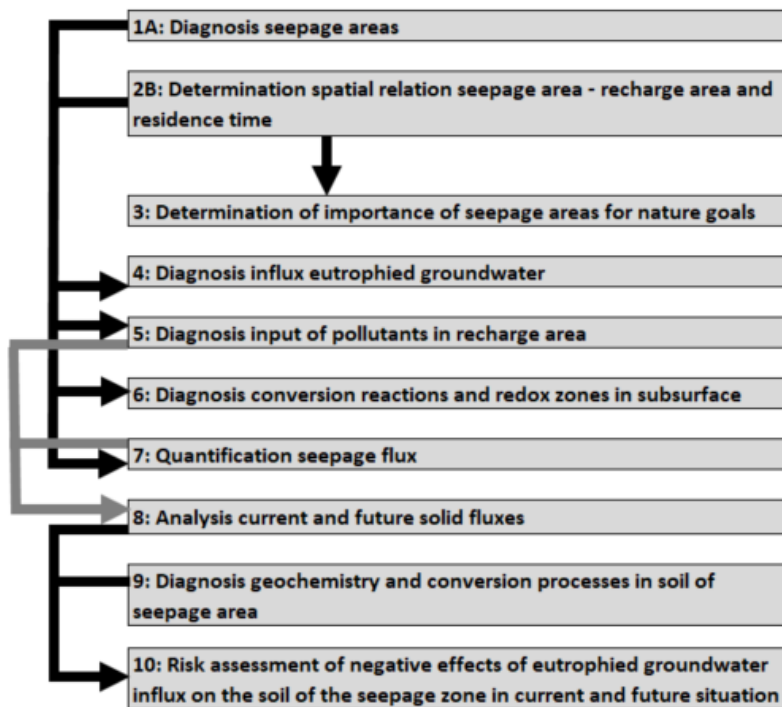 1A: Diagnosis seepage areas
2B: Determination spatial relation seepage area - recharge area and
residence time
3: Determination of importance of seepage areas for nature goals
4: Diagnosis influx eutrophied groundwater
5: Diagnosis input of pollutants in recharge area
6: Diagnosis conversion reactions and redox zones in subsurface
7: Quantification seepage flux
8: Analysis current and future solid fluxes
9: Diagnosis geochemistry and conversion processes in soil of
seepage area
10: Risk assessment of negative effects of eutrophied groundwater
influx on the soil of the seepage zone in current and future situation